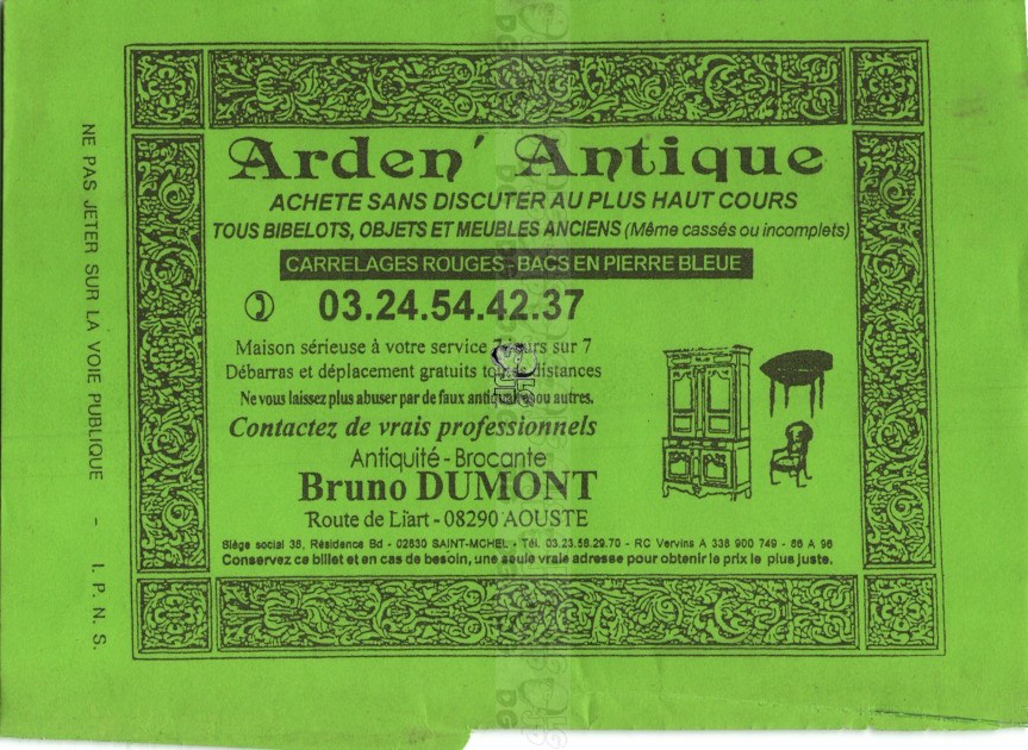 Arden' Antique
ACHETE SANS DISCUTER AU PLUS HAUT COURS
TOUS BIBELOTS, OBJETS ET MEUBLES ANCIENS (Même cassés ou incomplets)
CARRELAGES ROUGES - BACS EN PIERRE BLEUE
03.24.54.42.37
Maison sérieuse à votre service 7 jours sur 7
Débarras et déplacement gratuits toutes distances
Ne vous laissez plus abuser par de faux antiquaires ou autres.
Contactez de vrais professionnels
Antiquité - Brocante
Bruno DUMONT
Route de Liart - 08290 AOUSTE
Siège social 38, Résidence Bd - 02830 SAINT-MICHEL - Tél. 03.23.58.29.70 - RC Vervins A 338 900 749 - 86 A 96
Conservez ce billet et en cas de besoin, une seule vraie adresse pour obtenir le prix le plus juste.
NE PAS JETER SUR LA VOIE PUBLIQUE - I. P. N. S.